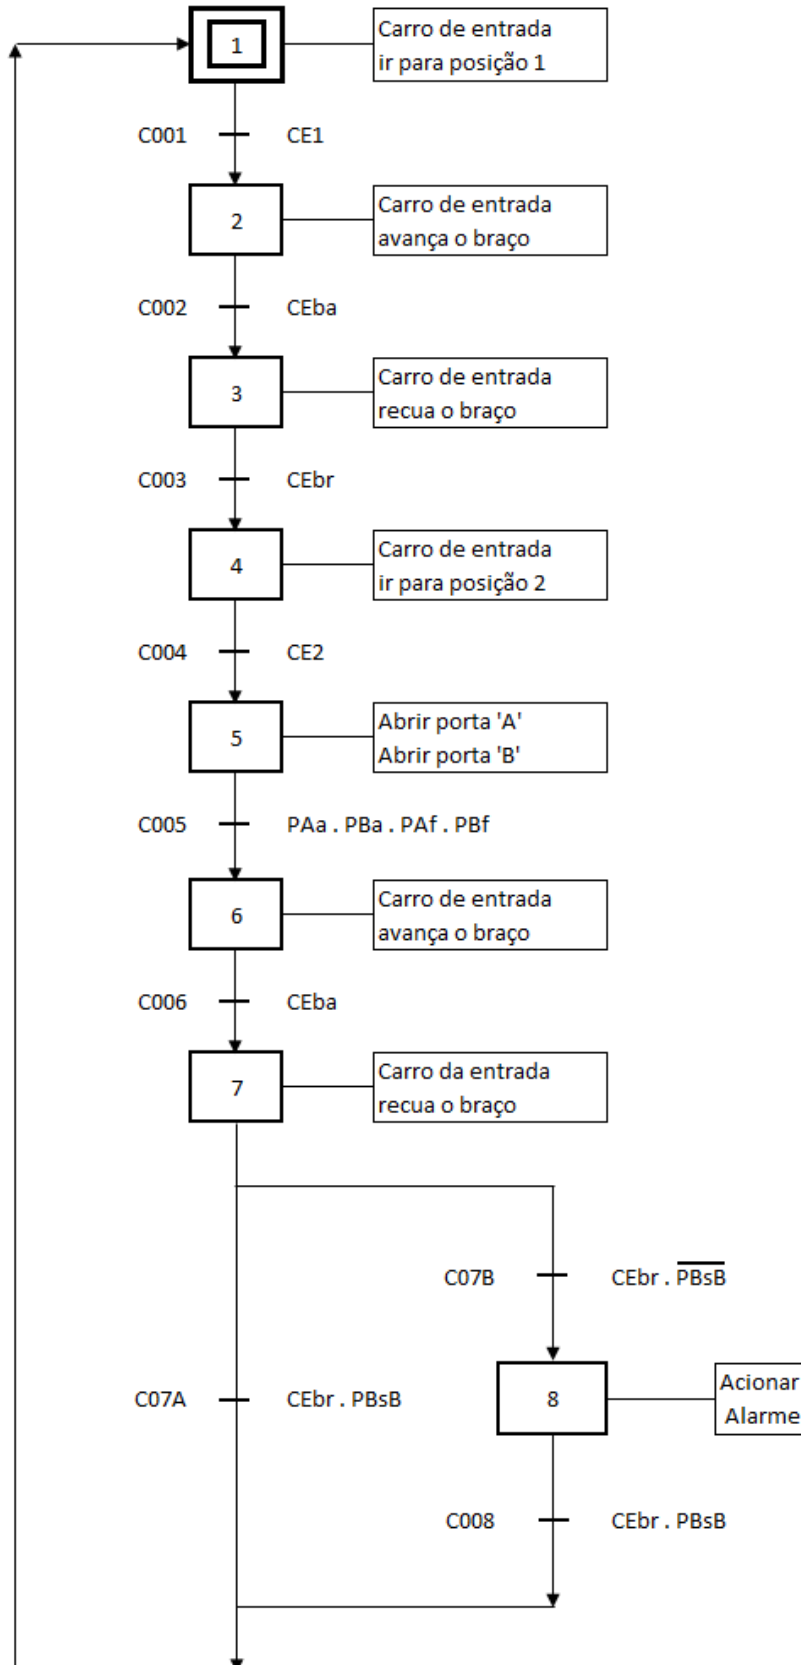 1
Carro de entrada
ir para posição 1
C001
CE1
2
Carro de entrada
avança o braço
C002
CEba
3
Carro de entrada
recua o braço
C003
CEbr
4
Carro de entrada
ir para posição 2
C004
CE2
5
Abrir porta 'A'
Abrir porta 'B'
C005
PAa . PBa . PAf . PBf
6
Carro de entrada
avança o braço
C006
CEba
7
Carro da entrada
recua o braço
C07B
CEbr . P̅B̅s̅B̅
C07A
CEbr . PBsB
8
Acionar
Alarme
C008
CEbr . PBsB